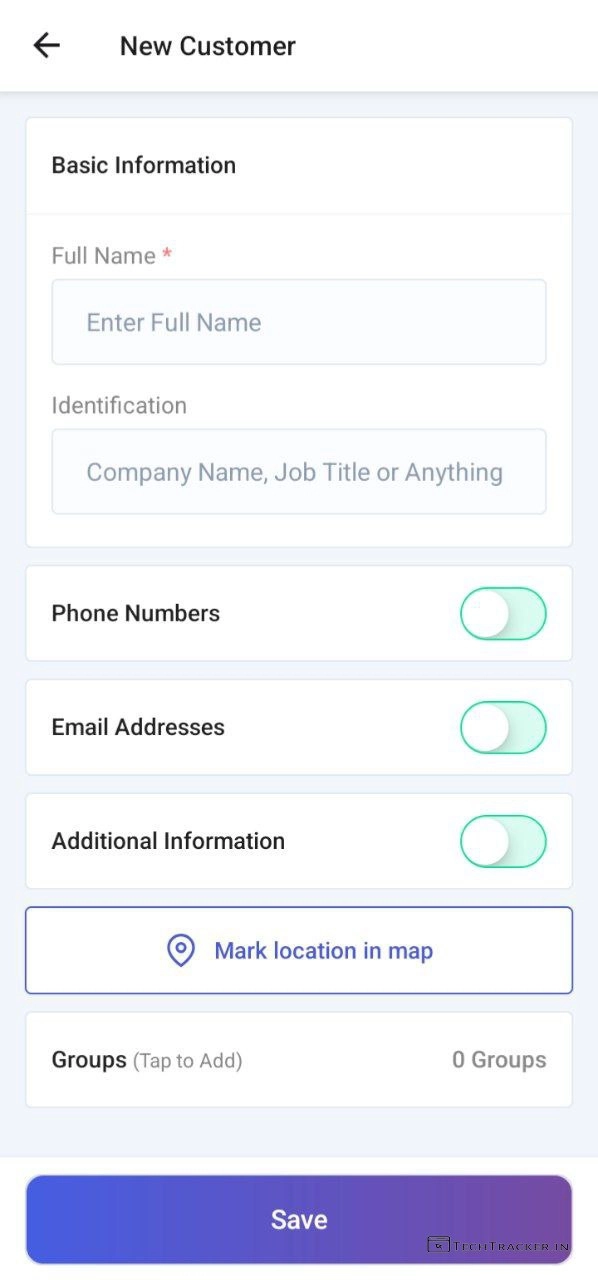 New Customer
Basic Information
Full Name *
Enter Full Name
Identification
Company Name, Job Title or Anything
Phone Numbers
Email Addresses
Additional Information
Mark location in map
Groups (Tap to Add) 0 Groups
Save
TECHTRACKER.IN